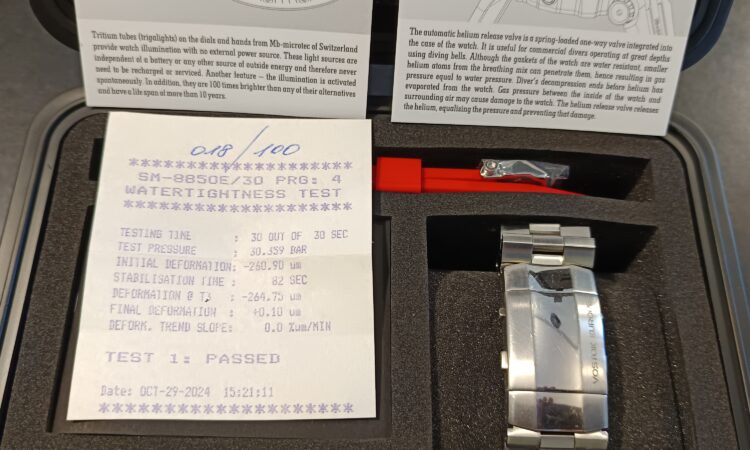 Tritium tubes (trigalights) on the dials and hands from Mb-microtec of Switzerland
provide watch illumination with no external power source. These light sources are
independent of a battery or any other source of outside energy and therefore never
need to be recharged or serviced. Another feature – the illumination is activated
spontaneously. In addition, they are 100 times brighter than any of their alternatives
and have a life span of more than 10 years.
The automatic helium release valve is a spring-loaded one-way valve integrated into
the case of the watch. It is useful for commercial divers operating at great depths
using diving bells. Although the gaskets of the watch are water resistant, smaller
helium atoms from the breathing mix can penetrate them, hence resulting in gas
pressure equal to water pressure. Diver's decompression ends before helium has
evaporated from the watch. Gas pressure between the inside of the watch and
surrounding air may cause damage to the watch. The helium release valve releases
the helium, equalising the pressure and preventing that damage.
018/100
********************
SM-8850E/30 PRG: 4
WATERTIGHTNESS TEST
********************
TESTING TIME : 30 OUT OF 30 SEC
TEST PRESSURE : 30.359 BAR
INITIAL DEFORMATION: -260.90 um
STABILISATION TIME : 82 SEC
DEFORMATION @ T3 : -264.75 um
FINAL DEFORMATION : +0.10 um
DEFORM. TREND SLOPE: 0.0 Xum/MIN
TEST 1: PASSED
Date: OCT-29-2024 15:21:11
********************
VOSTOK EUROPE